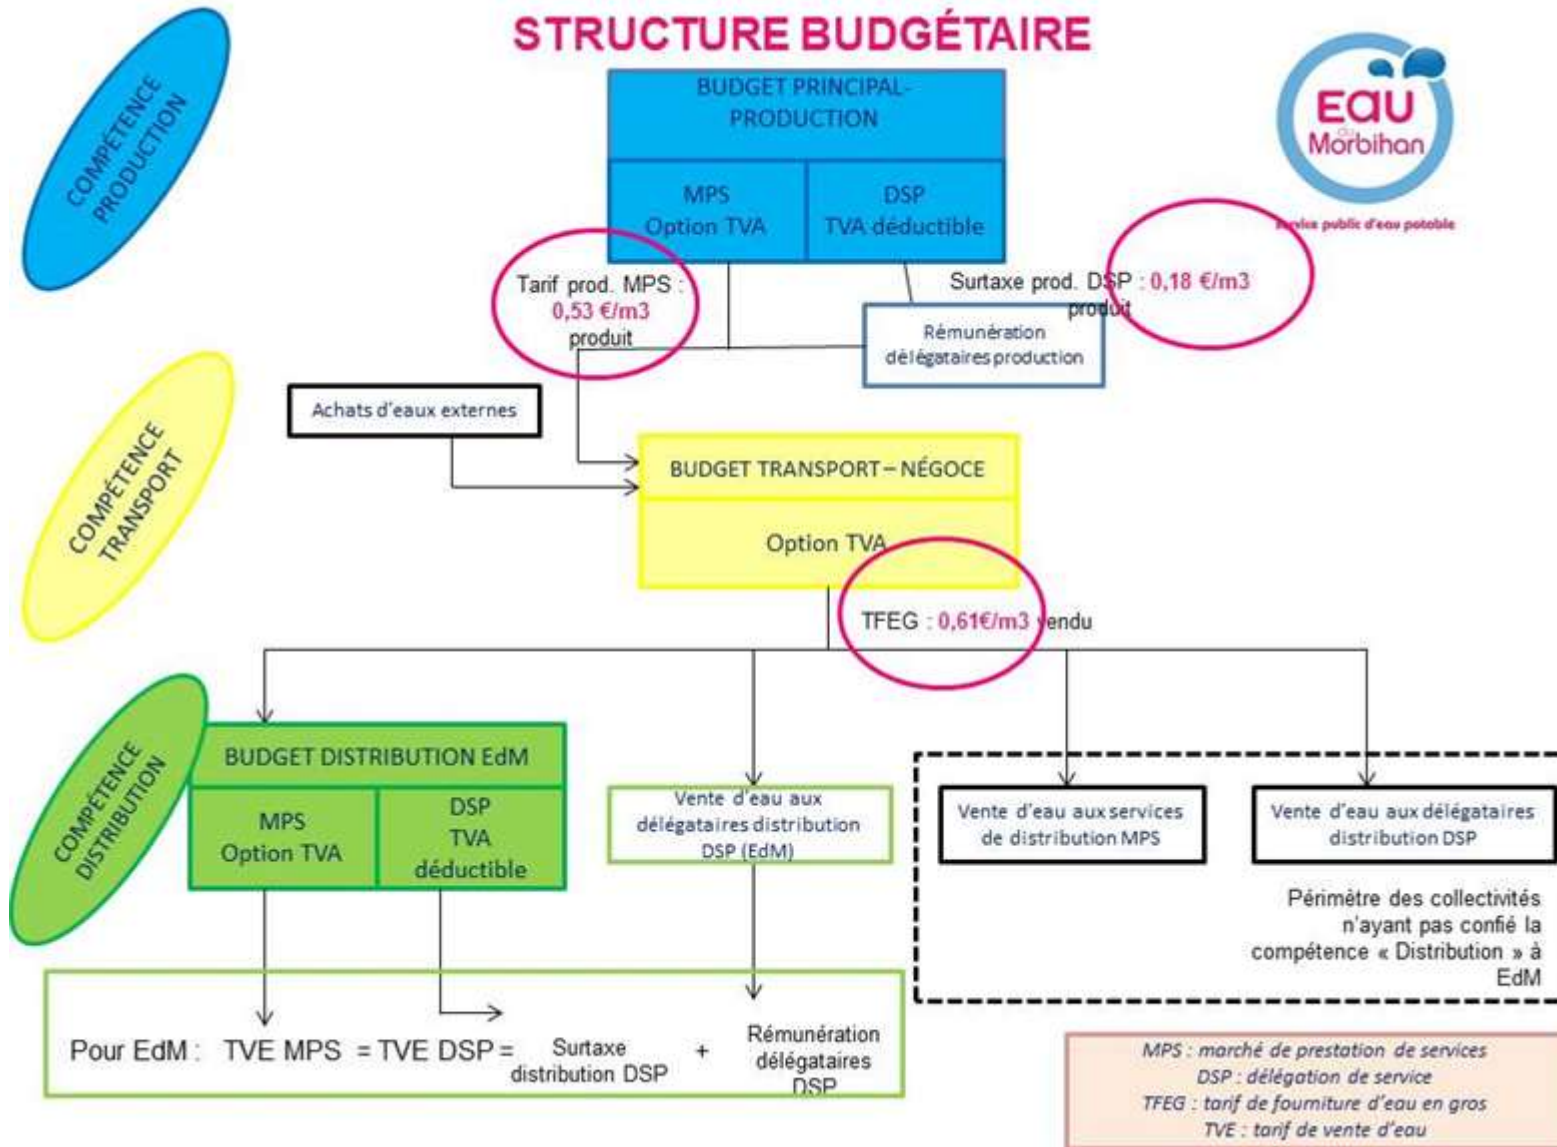 STRUCTURE BUDGÉTAIRE
COMPÉTENCE
PRODUCTION
BUDGET PRINCIPAL-
PRODUCTION
MPS
Option TVA
DSP
TVA déductible
EAU
du
Morbihan
service public d'eau potable
Tarif prod. MPS :
0,53 €/m3
produit
Surtaxe prod. DSP : 0,18 €/m3
produit
Rémunération
délégataires production
COMPÉTENCE
TRANSPORT
Achats d'eaux externes
BUDGET TRANSPORT – NÉGOCE
Option TVA
TFEG : 0,61€/m3 vendu
COMPÉTENCE
DISTRIBUTION
BUDGET DISTRIBUTION EdM
MPS
Option TVA
DSP
TVA
déductible
Vente d'eau aux
délégataires distribution
DSP (EdM)
Vente d'eau aux services
de distribution MPS
Vente d'eau aux délégataires
distribution DSP
Périmètre des collectivités
n'ayant pas confié la
compétence « Distribution » à
EdM
Pour EdM : TVE MPS = TVE DSP = Surtaxe
distribution DSP
+
Rémunération
délégataires
DSP
MPS : marché de prestation de services
DSP : délégation de service
TFEG : tarif de fourniture d'eau en gros
TVE : tarif de vente d'eau